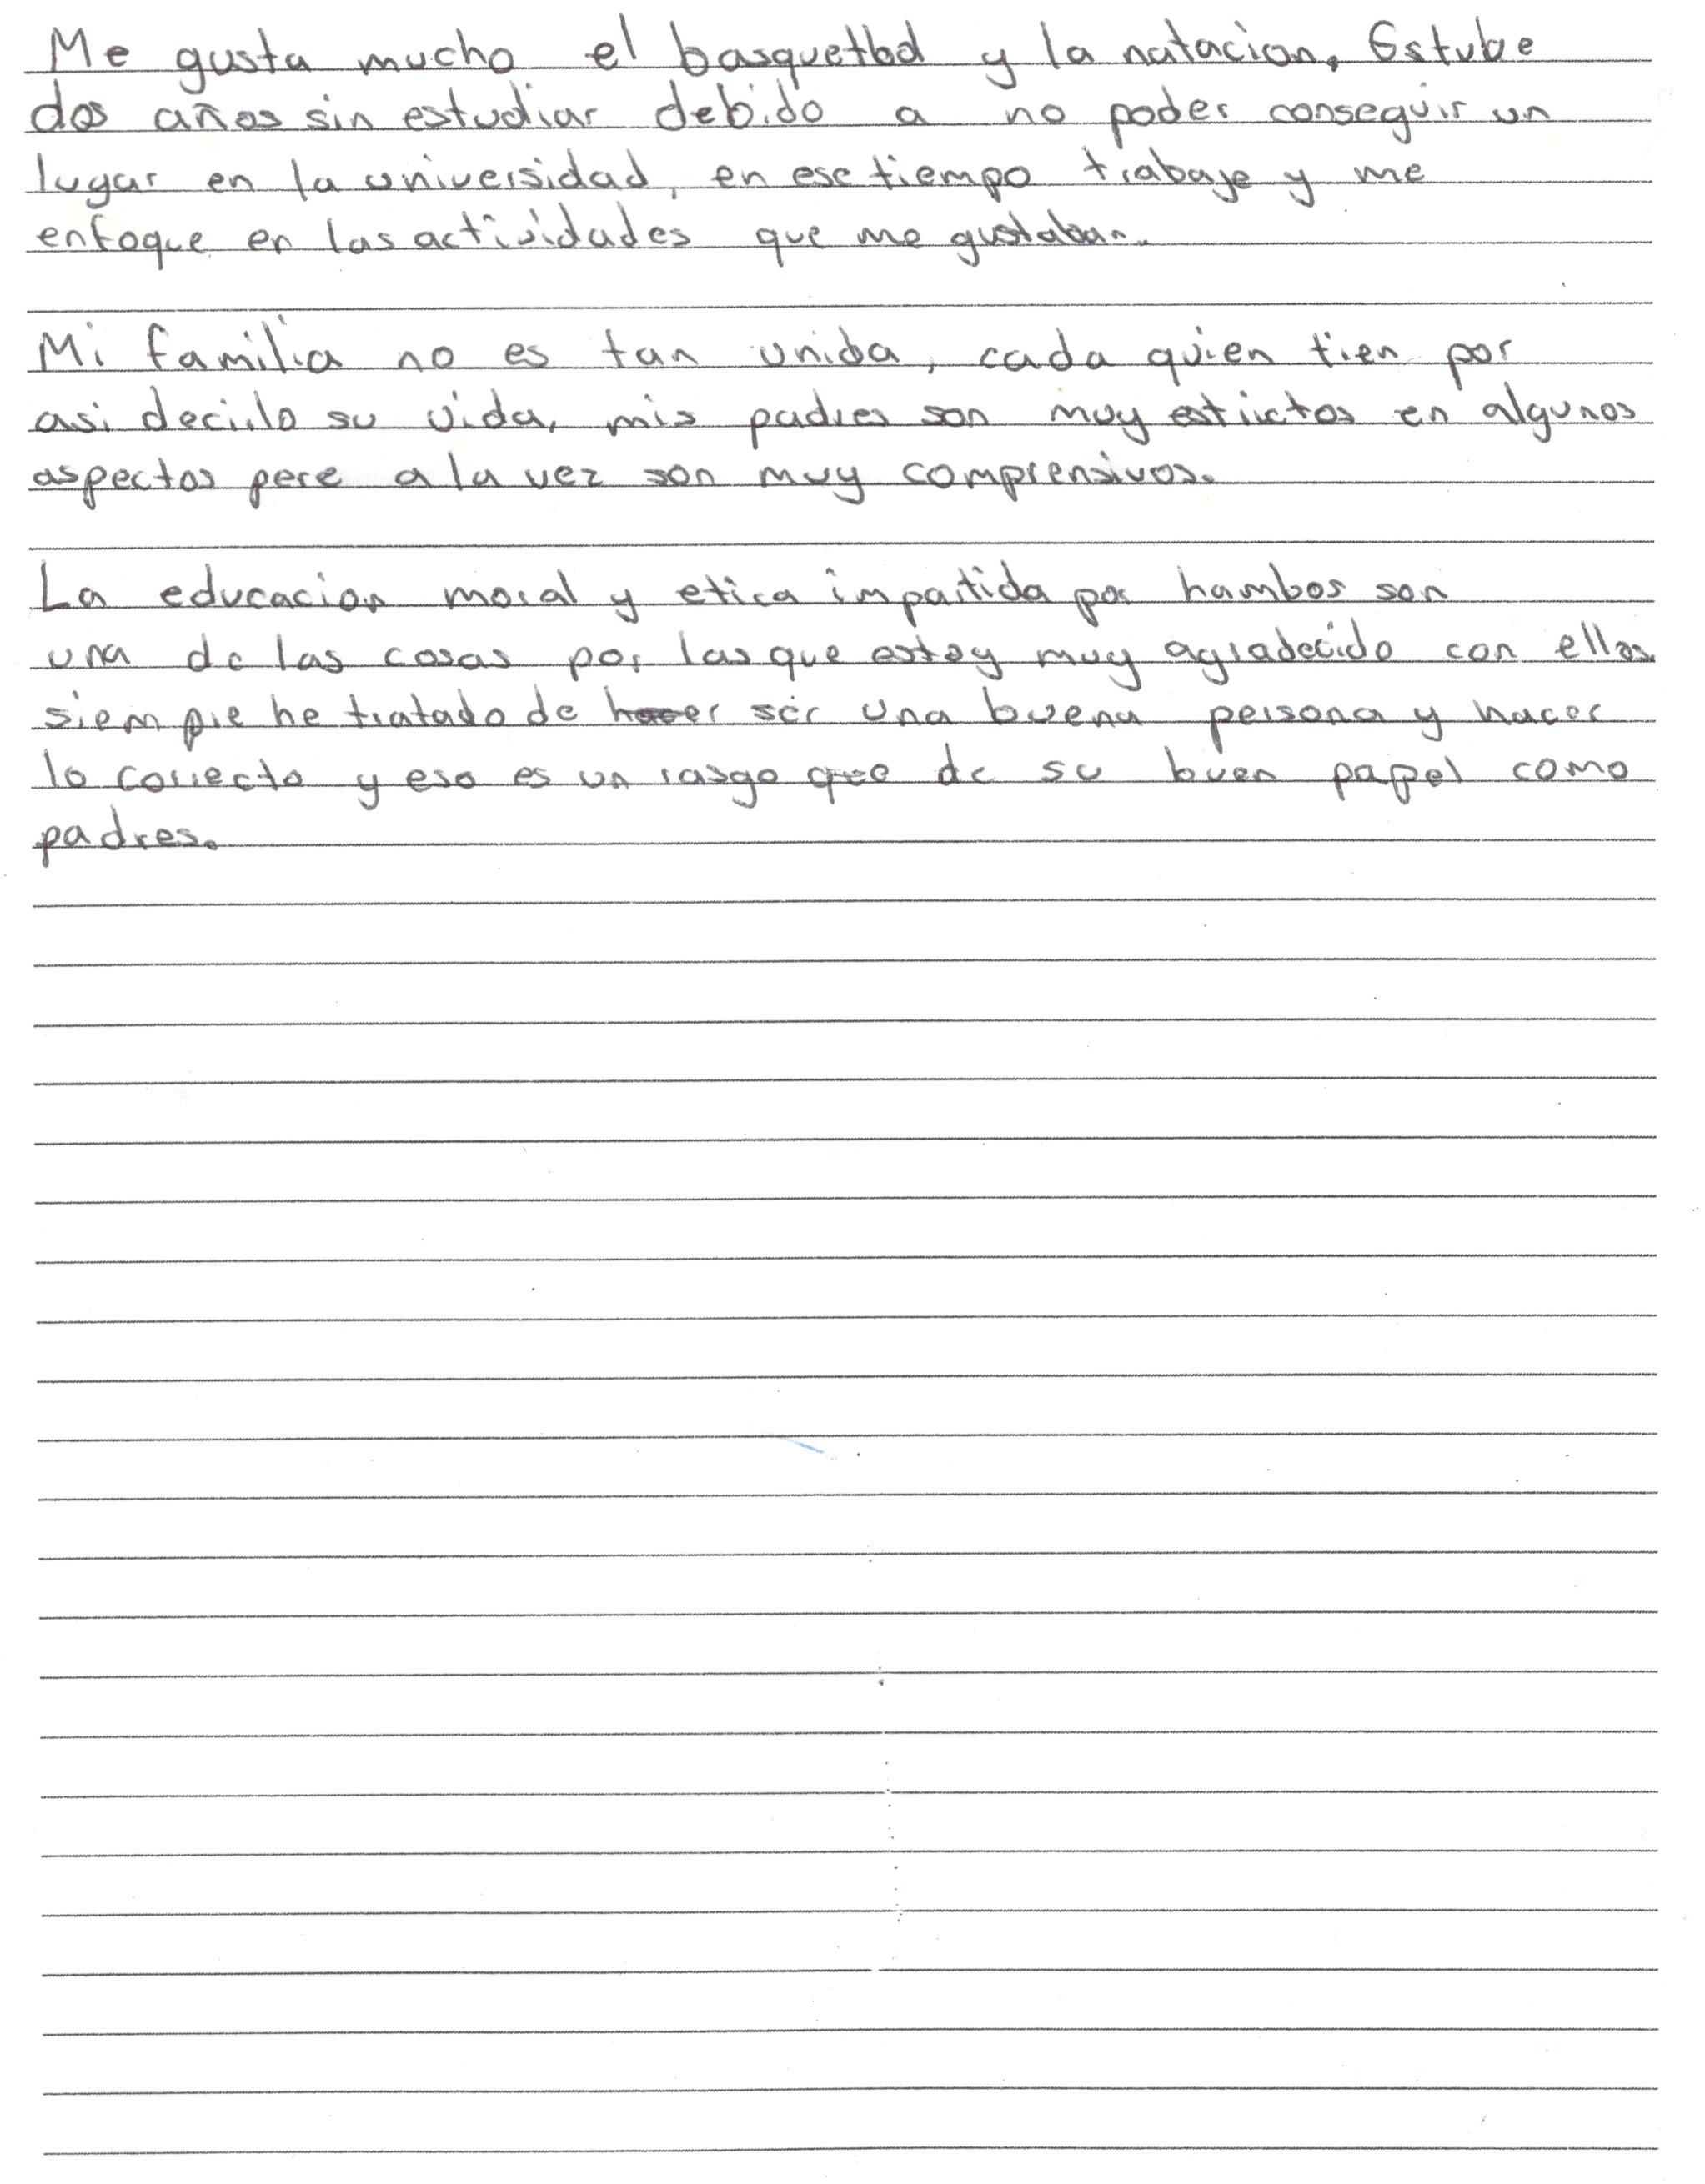 Me gusta mucho el basquetbol y la natacion. Estube
dos años sin estudiar debido a no poder conseguir un
lugar en la universidad, en ese tiempo trabaje y me
enfoque en las actividades que me gustaban.
Mi familia no es tan unida, cada quien tien por
asi decirlo su vida, mis padres son muy estrictos en algunos
aspectos pero a la vez son muy comprensivos.
La educacion moral y etica impartida por hambos son
una de las cosas por las que estoy muy agradecido con ellos.
siempre he tratado de hacer ser una buena persona y hacer
lo correcto y eso es un rasgo que de su buen papel como
padres.